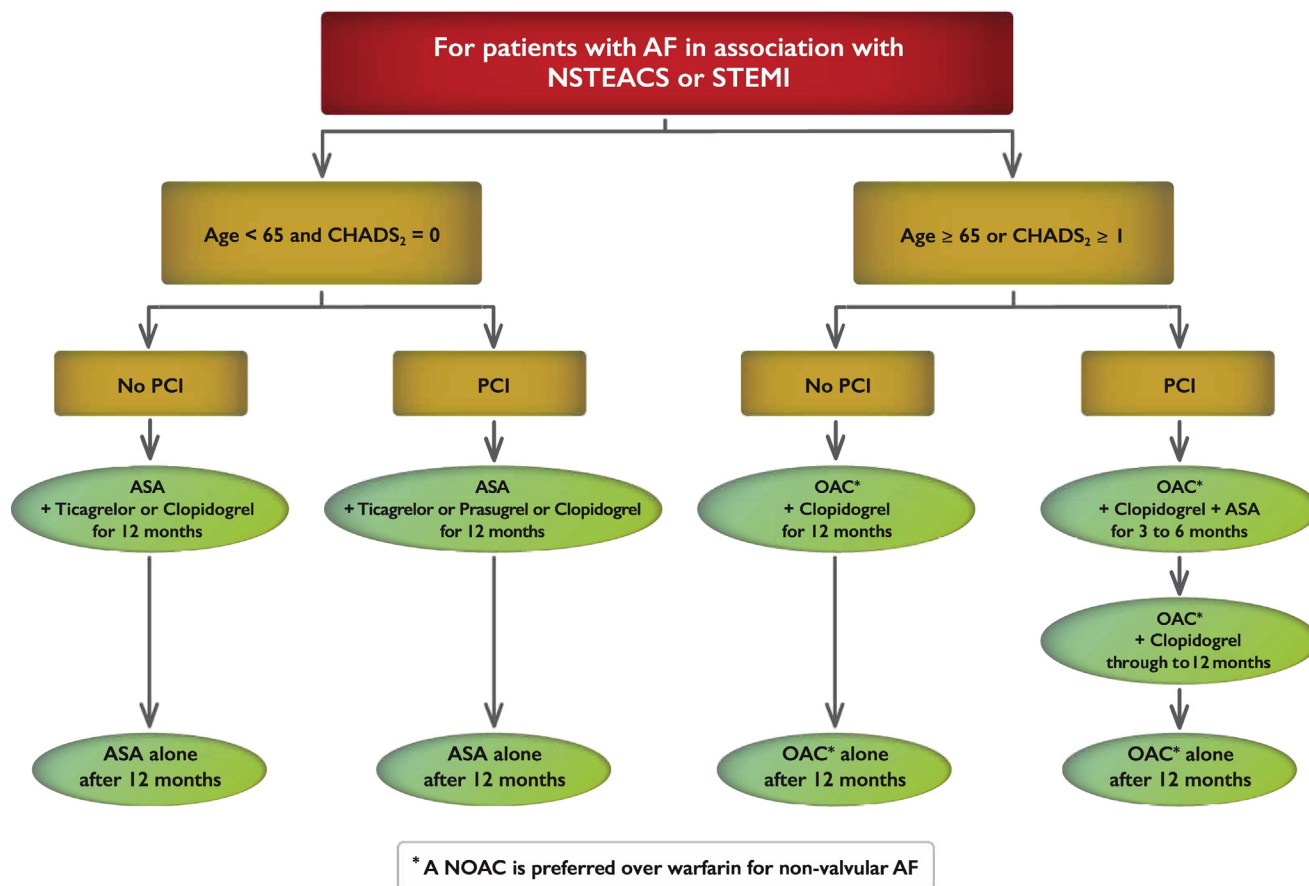 For patients with AF in association with
NSTEACS or STEMI
Age < 65 and CHADS₂ = 0
Age ≥ 65 or CHADS₂ ≥ 1
No PCI
PCI
No PCI
PCI
ASA
+ Ticagrelor or Clopidogrel
for 12 months
ASA
+ Ticagrelor or Prasugrel or Clopidogrel
for 12 months
OAC*
+ Clopidogrel
for 12 months
OAC*
+ Clopidogrel + ASA
for 3 to 6 months
OAC*
+ Clopidogrel
through to 12 months
ASA alone
after 12 months
ASA alone
after 12 months
OAC* alone
after 12 months
OAC* alone
after 12 months
* A NOAC is preferred over warfarin for non-valvular AF